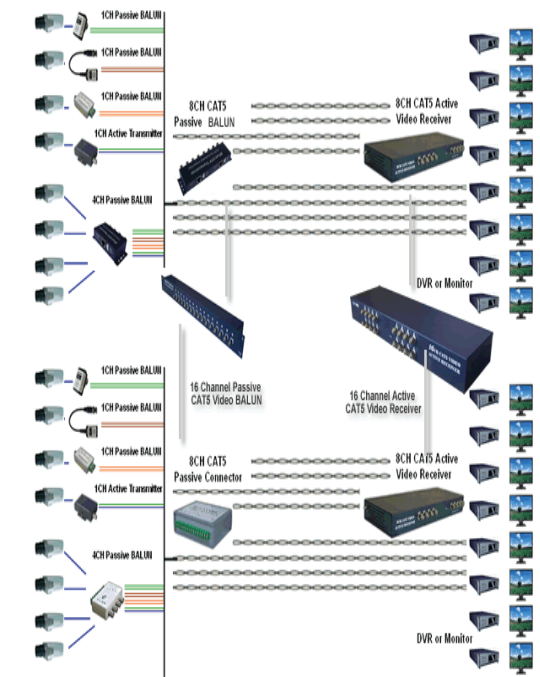 1CH Passive BALUN
1CH Passive BALUN
1CH Passive BALUN
1CH Active Transmitter
4CH Passive BALUN
8CH CAT5
Passive BALUN
8CH CAT5 Active
Video Receiver
DVR or Monitor
16 Channel Passive
CAT5 Video BALUN
16 Channel Active
CAT5 Video Receiver
1CH Passive BALUN
1CH Passive BALUN
1CH Passive BALUN
1CH Active Transmitter
4CH Passive BALUN
8CH CAT5
Passive Connector
8CH CAT5 Active
Video Receiver
DVR or Monitor